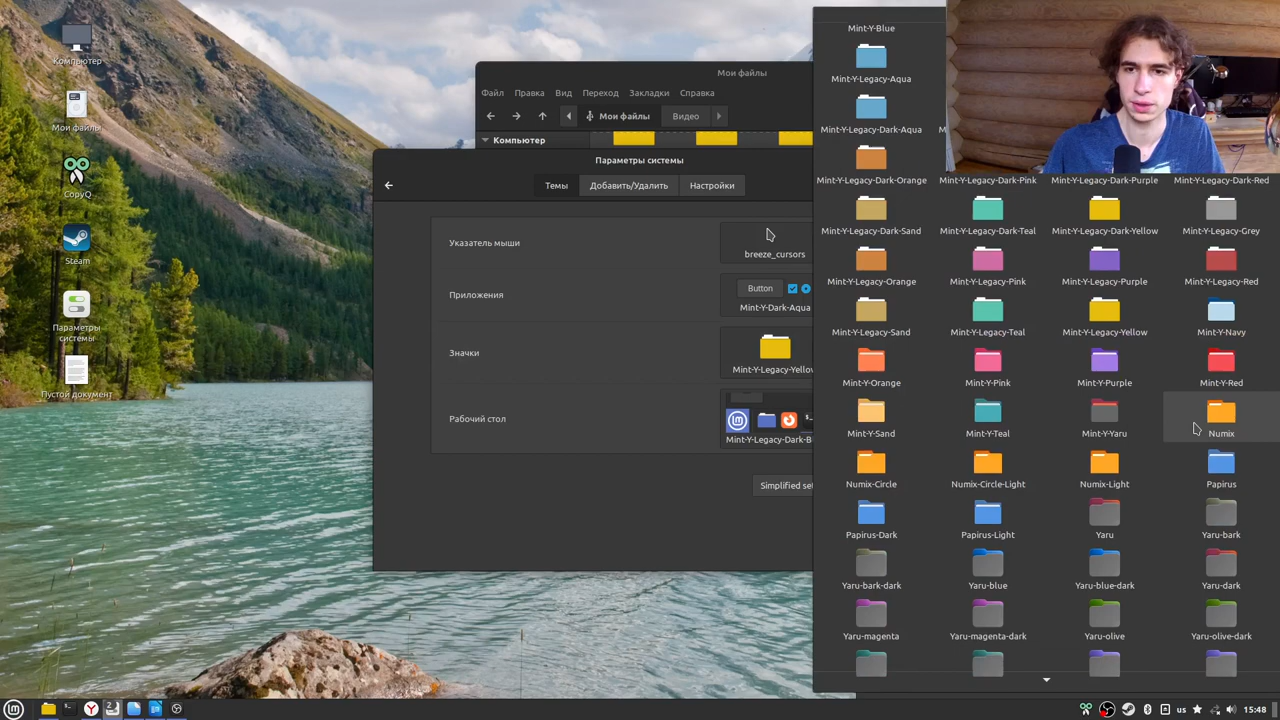 Компьютер
Мои файлы
CopyQ
Steam
Параметры
системы
Пустой документ
Мои файлы
Файл
Правка
Вид
Переход
Закладки
Справка
Мои файлы
Видео
Компьютер
Параметры системы
Темы
Добавить/Удалить
Настройки
Указатель мыши
breeze_cursors
Приложения
Button
Mint-Y-Dark-Aqua
Значки
Mint-Y-Legacy-Yellov
Рабочий стол
Mint-Y-Legacy-Dark-B
Simplified set
Mint-Y-Blue
Mint-Y-Legacy-Aqua
Mint-Y-Legacy-Dark-Aqua
Mint-Y-Legacy-Dark-Orange
Mint-Y-Legacy-Dark-Pink
Mint-Y-Legacy-Dark-Purple
Mint-Y-Legacy-Dark-Red
Mint-Y-Legacy-Dark-Sand
Mint-Y-Legacy-Dark-Teal
Mint-Y-Legacy-Dark-Yellow
Mint-Y-Legacy-Grey
Mint-Y-Legacy-Orange
Mint-Y-Legacy-Pink
Mint-Y-Legacy-Purple
Mint-Y-Legacy-Red
Mint-Y-Legacy-Sand
Mint-Y-Legacy-Teal
Mint-Y-Legacy-Yellow
Mint-Y-Navy
Mint-Y-Orange
Mint-Y-Pink
Mint-Y-Purple
Mint-Y-Red
Mint-Y-Sand
Mint-Y-Teal
Mint-Y-Yaru
Numix
Numix-Circle
Numix-Circle-Light
Numix-Light
Papirus
Papirus-Dark
Papirus-Light
Yaru
Yaru-bark
Yaru-bark-dark
Yaru-blue
Yaru-blue-dark
Yaru-dark
Yaru-magenta
Yaru-magenta-dark
Yaru-olive
Yaru-olive-dark
us
15:48